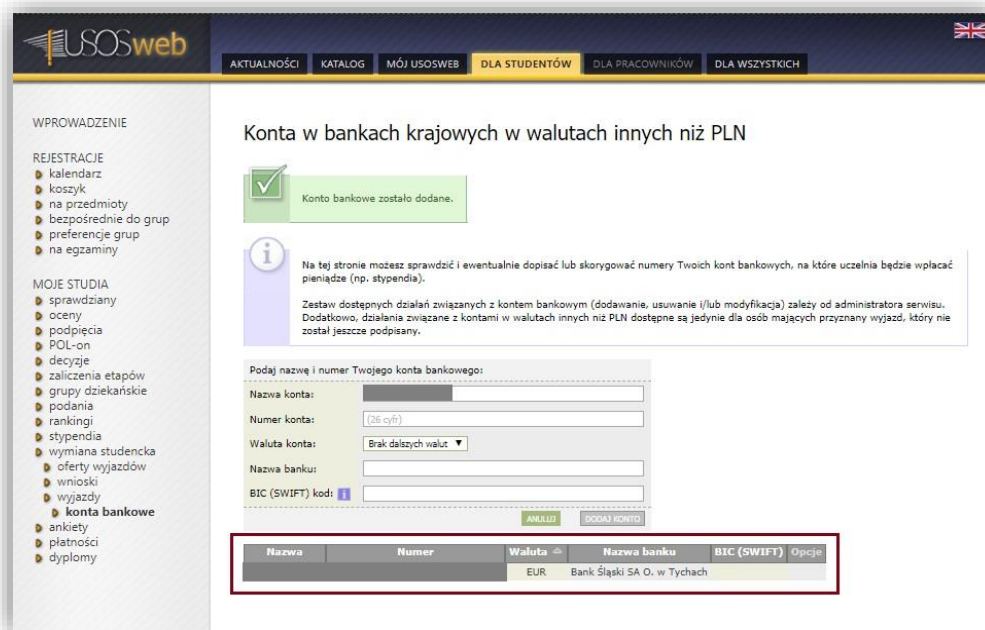 USOSweb
AKTUALNOŚCI KATALOG MÓJ USOSWEB DLA STUDENTÓW DLA PRACOWNIKÓW DLA WSZYSTKICH
WPROWADZENIE
REJESTRACJE
kalendarz
koszyk
na przedmioty
bezpośrednie do grup
preferencje grup
na egzaminy
MOJE STUDIA
sprawdziany
oceny
podpięcia
POL-on
decyzje
zaliczenia etapów
grupy dziekańskie
podania
rankingi
stypendia
wymiana studencka
oferty wyjazdów
wnioski
wyjazdy
konta bankowe
ankiety
płatności
dyplomy
Konta w bankach krajowych w walutach innych niż PLN
Konto bankowe zostało dodane.
Na tej stronie możesz sprawdzić i ewentualnie dopisać lub skorygować numery Twoich kont bankowych, na które uczelnia będzie wpłacać
pieniądze (np. stypendia).
Zestaw dostępnych działań związanych z kontem bankowym (dodawanie, usuwanie i/lub modyfikacja) zależy od administratora serwisu.
Dodatkowo, działania związane z kontami w walutach innych niż PLN dostępne są jedynie dla osób mających przyznany wyjazd, który nie
został jeszcze podpisany.
Podaj nazwę i numer Twojego konta bankowego:
Nazwa konta:
Numer konta: (26 cyfr)
Waluta konta: Brak dalszych walut
Nazwa banku:
BIC (SWIFT) kod: i
ANULUJ DODAJ KONTO
Nazwa Numer Waluta Nazwa banku BIC (SWIFT) Opcje
EUR Bank Śląski SA O. w Tychach